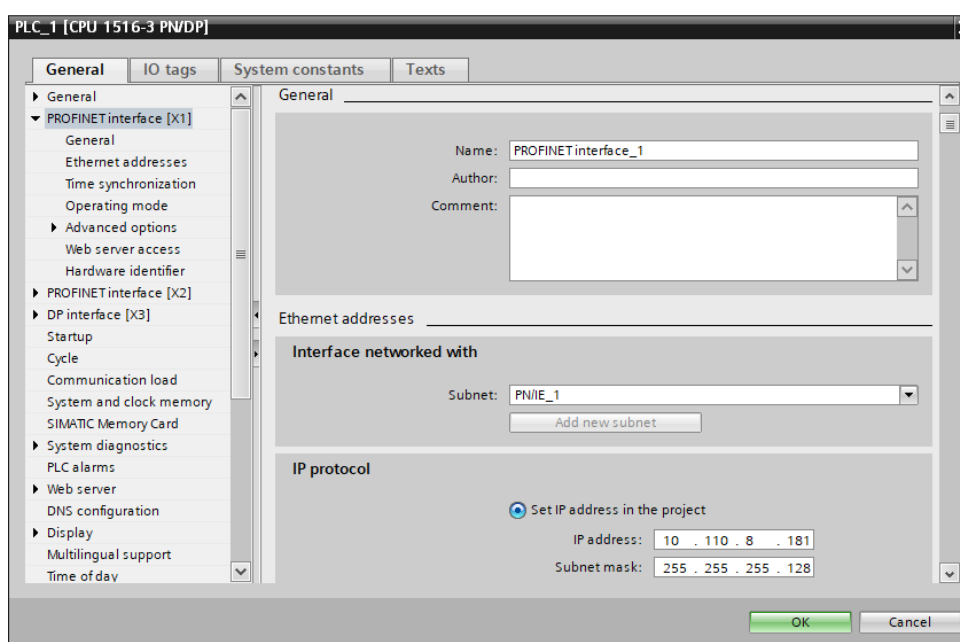 PLC_1 [CPU 1516-3 PN/DP]
General IO tags System constants Texts
General
PROFINET interface [X1]
General
Ethernet addresses
Time synchronization
Operating mode
Advanced options
Web server access
Hardware identifier
PROFINET interface [X2]
DP interface [X3]
Startup
Cycle
Communication load
System and clock memory
SIMATIC Memory Card
System diagnostics
PLC alarms
Web server
DNS configuration
Display
Multilingual support
Time of day
General
Name: PROFINET interface_1
Author:
Comment:
Ethernet addresses
Interface networked with
Subnet: PN/IE_1
Add new subnet
IP protocol
Set IP address in the project
IP address: 10 . 110 . 8 . 181
Subnet mask: 255 . 255 . 255 . 128
OK Cancel